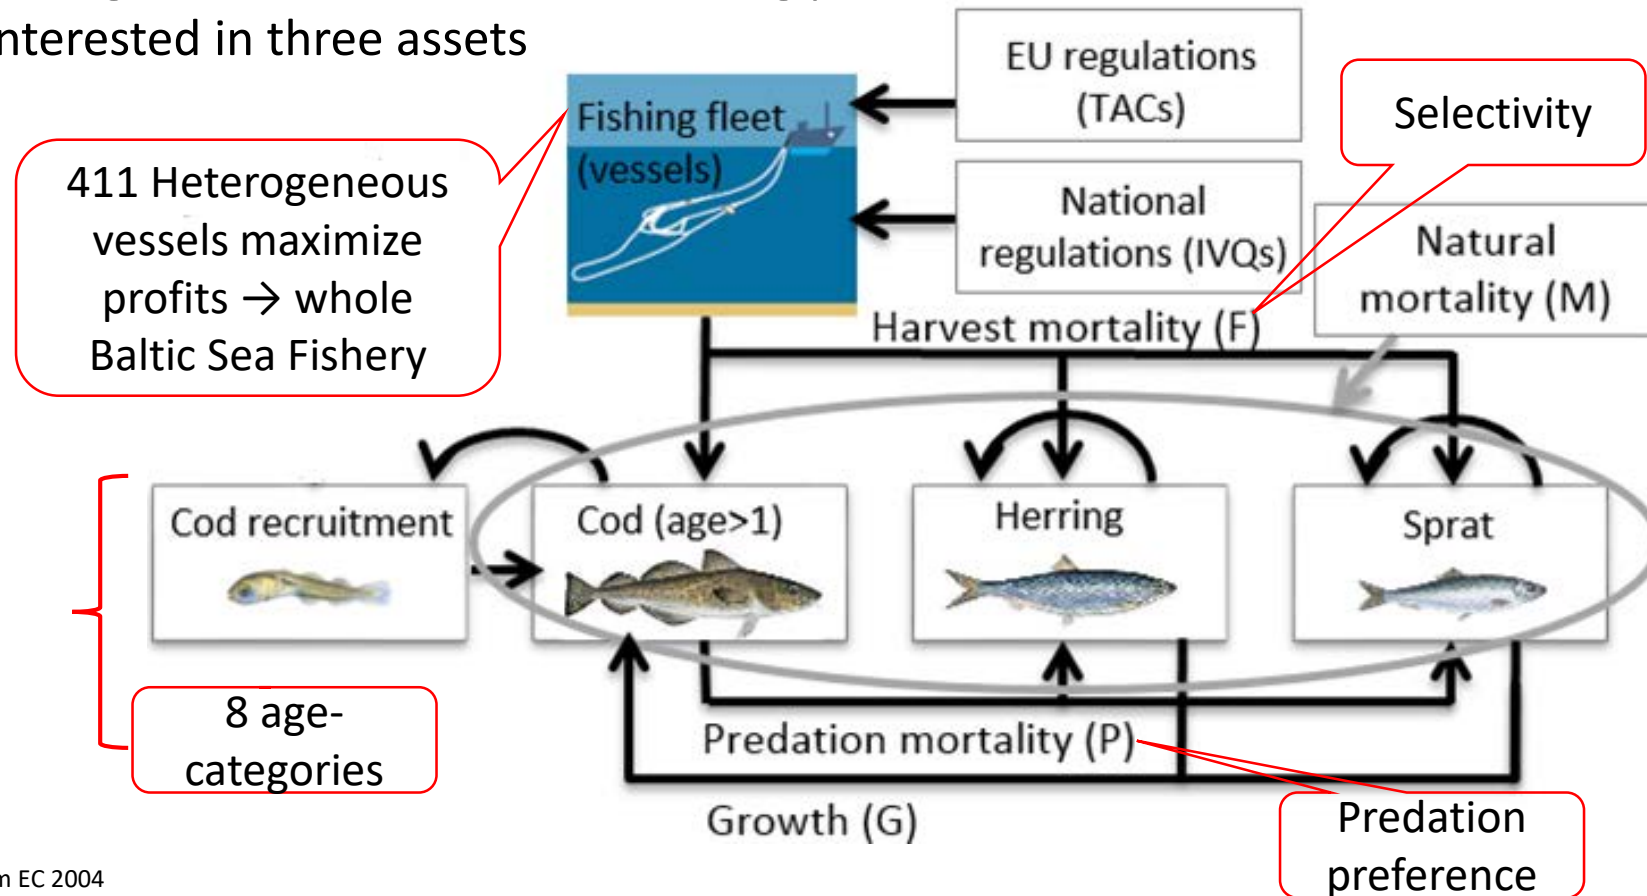 nterested in three assets
EU regulations
(TACs)
Selectivity
Fishing fleet
(vessels)
411 Heterogeneous
vessels maximize
profits → whole
Baltic Sea Fishery
National
regulations (IVQs)
Natural
mortality (M)
Harvest mortality (F)
Cod recruitment
Cod (age>1)
Herring
Sprat
8 age-
categories
Predation mortality (P)
Growth (G)
Predation
preference
m EC 2004